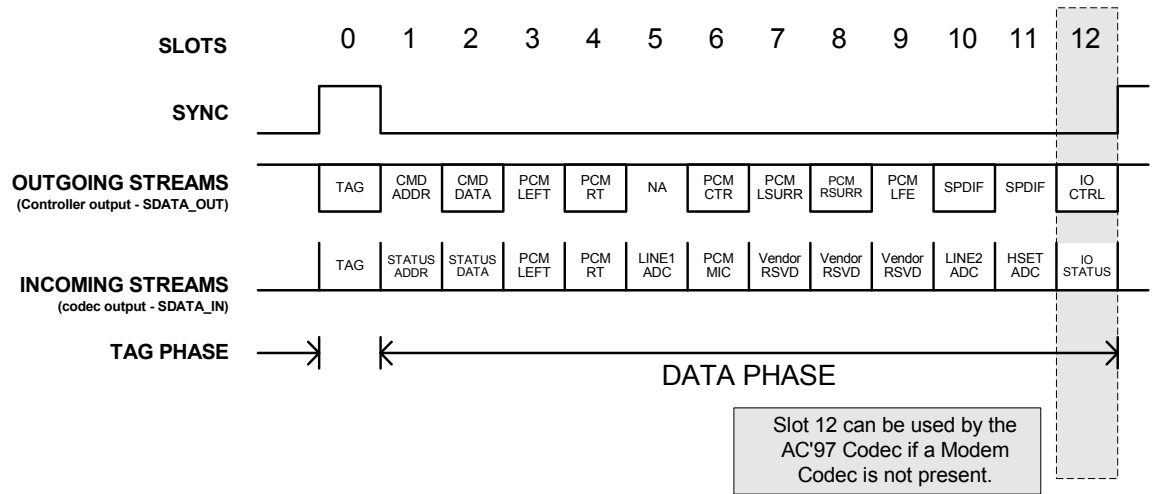 SLOTS 0 1 2 3 4 5 6 7 8 9 10 11 12
SYNC
OUTGOING STREAMS
(Controller output - SDATA_OUT)
TAG
CMD ADDR
CMD DATA
PCM LEFT
PCM RT
NA
PCM CTR
PCM LSURR
PCM RSURR
PCM LFE
SPDIF
SPDIF
IO CTRL
INCOMING STREAMS
(codec output - SDATA_IN)
TAG
STATUS ADDR
STATUS DATA
PCM LEFT
PCM RT
LINE1 ADC
PCM MIC
Vendor RSVD
Vendor RSVD
Vendor RSVD
LINE2 ADC
HSET ADC
IO STATUS
TAG PHASE
DATA PHASE
Slot 12 can be used by the
AC'97 Codec if a Modem
Codec is not present.